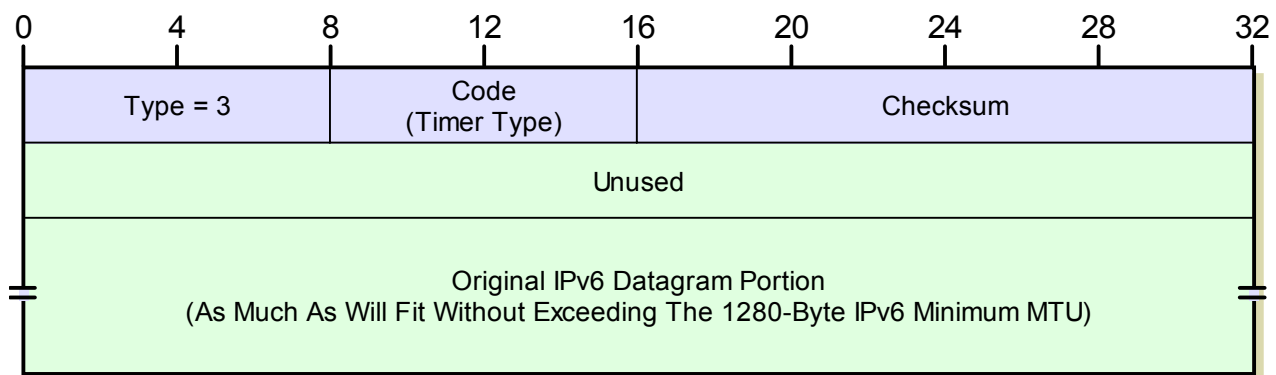 0 4 8 12 16 20 24 28 32
Type = 3
Code
(Timer Type)
Checksum
Unused
Original IPv6 Datagram Portion
(As Much As Will Fit Without Exceeding The 1280-Byte IPv6 Minimum MTU)